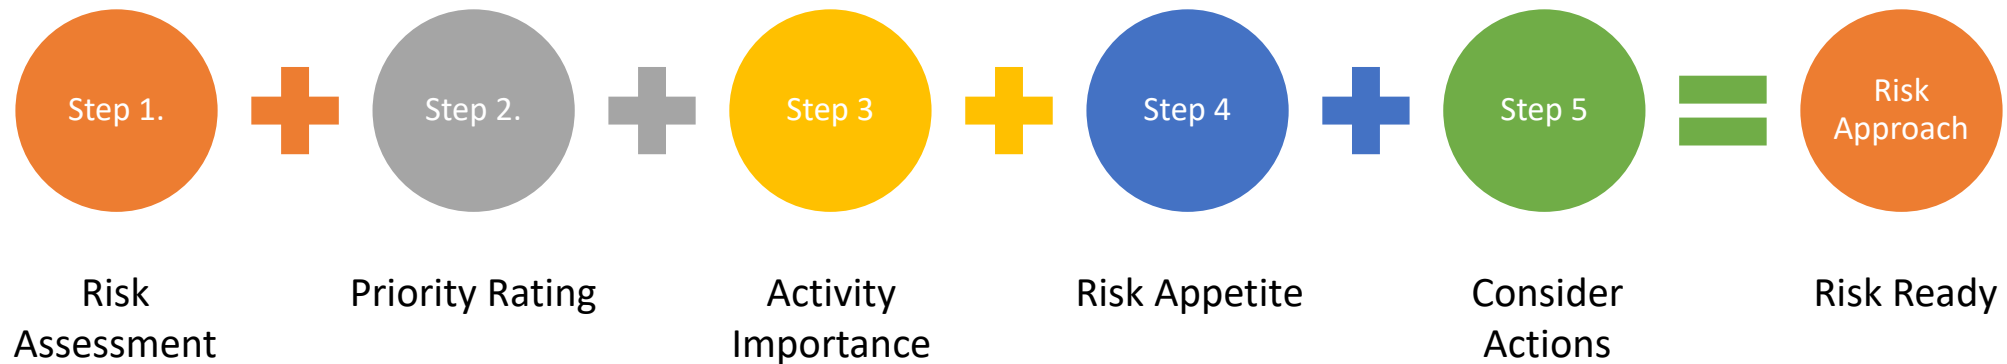 Step 1.
Step 2.
Step 3
Step 4
Step 5
Risk
Approach
Risk
Assessment
Priority Rating
Activity
Importance
Risk Appetite
Consider
Actions
Risk Ready